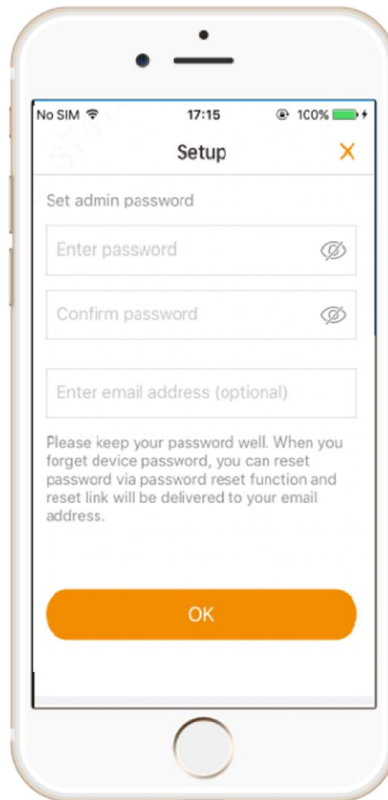 No SIM 17:15 100%
Setup
Set admin password
Enter password
Confirm password
Enter email address (optional)
Please keep your password well. When you
forget device password, you can reset
password via password reset function and
reset link will be delivered to your email
address.
OK